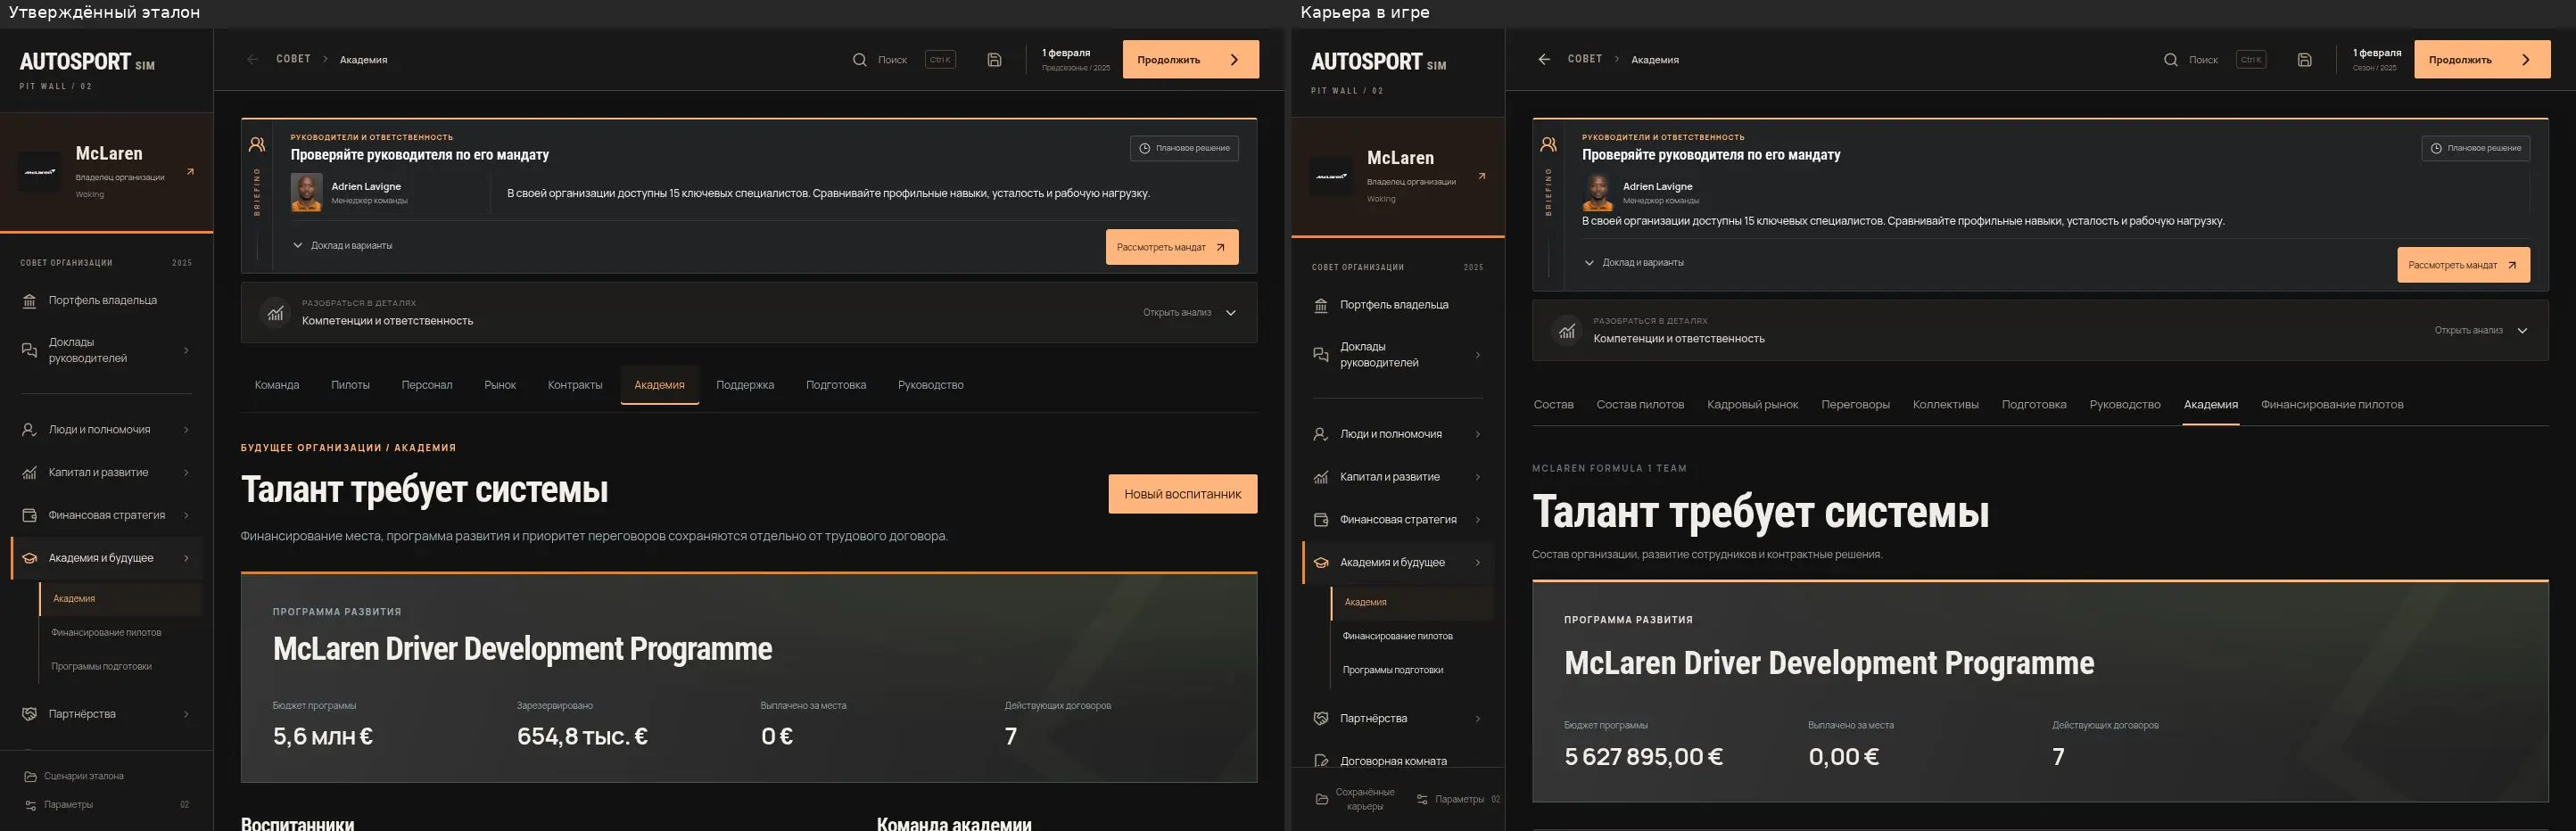 Утверждённый эталон
AUTOSPORT SIM
PIT WALL / 02
McLaren
Владелец организации
Woking
СОВЕТ ОРГАНИЗАЦИИ 2025
Портфель владельца
Доклады
руководителей
Люди и полномочия
Капитал и развитие
Финансовая стратегия
Академия и будущее
Академия
Финансирование пилотов
Программы подготовки
Партнёрства
Сценарии эталона
Параметры 02
СОВЕТ > Академия
Поиск Ctrl K
1 февраля
Предсезонье / 2025
Продолжить
BRIEFING
РУКОВОДИТЕЛИ И ОТВЕТСТВЕННОСТЬ
Проверяйте руководителя по его мандату
Плановое решение
Adrien Lavigne
Менеджер команды
В своей организации доступны 15 ключевых специалистов. Сравнивайте профильные навыки, усталость и рабочую нагрузку.
Доклад и варианты
Рассмотреть мандат
РАЗОБРАТЬСЯ В ДЕТАЛЯХ
Компетенции и ответственность
Открыть анализ
Команда Пилоты Персонал Рынок Контракты Академия Поддержка Подготовка Руководство
БУДУЩЕЕ ОРГАНИЗАЦИИ / АКАДЕМИЯ
Талант требует системы
Новый воспитанник
Финансирование места, программа развития и приоритет переговоров сохраняются отдельно от трудового договора.
ПРОГРАММА РАЗВИТИЯ
McLaren Driver Development Programme
Бюджет программы Зарезервировано Выплачено за места Действующих договоров
5,6 млн € 654,8 тыс. € 0 € 7
Воспитанники Команда академии
Карьера в игре
AUTOSPORT SIM
PIT WALL / 02
McLaren
Владелец организации
Woking
СОВЕТ ОРГАНИЗАЦИИ 2025
Портфель владельца
Доклады
руководителей
Люди и полномочия
Капитал и развитие
Финансовая стратегия
Академия и будущее
Академия
Финансирование пилотов
Программы подготовки
Партнёрства
Договорная комната
Сохранённые
карьеры
Параметры 02
СОВЕТ > Академия
Поиск Ctrl K
1 февраля
Сезон / 2025
Продолжить
BRIEFING
РУКОВОДИТЕЛИ И ОТВЕТСТВЕННОСТЬ
Проверяйте руководителя по его мандату
Плановое решение
Adrien Lavigne
Менеджер команды
В своей организации доступны 15 ключевых специалистов. Сравнивайте профильные навыки, усталость и рабочую нагрузку.
Доклад и варианты
Рассмотреть мандат
РАЗОБРАТЬСЯ В ДЕТАЛЯХ
Компетенции и ответственность
Открыть анализ
Состав Состав пилотов Кадровый рынок Переговоры Коллективы Подготовка Руководство Академия Финансирование пилотов
MCLAREN FORMULA 1 TEAM
Талант требует системы
Состав организации, развитие сотрудников и контрактные решения.
ПРОГРАММА РАЗВИТИЯ
McLaren Driver Development Programme
Бюджет программы Выплачено за места Действующих договоров
5 627 895,00 € 0,00 € 7